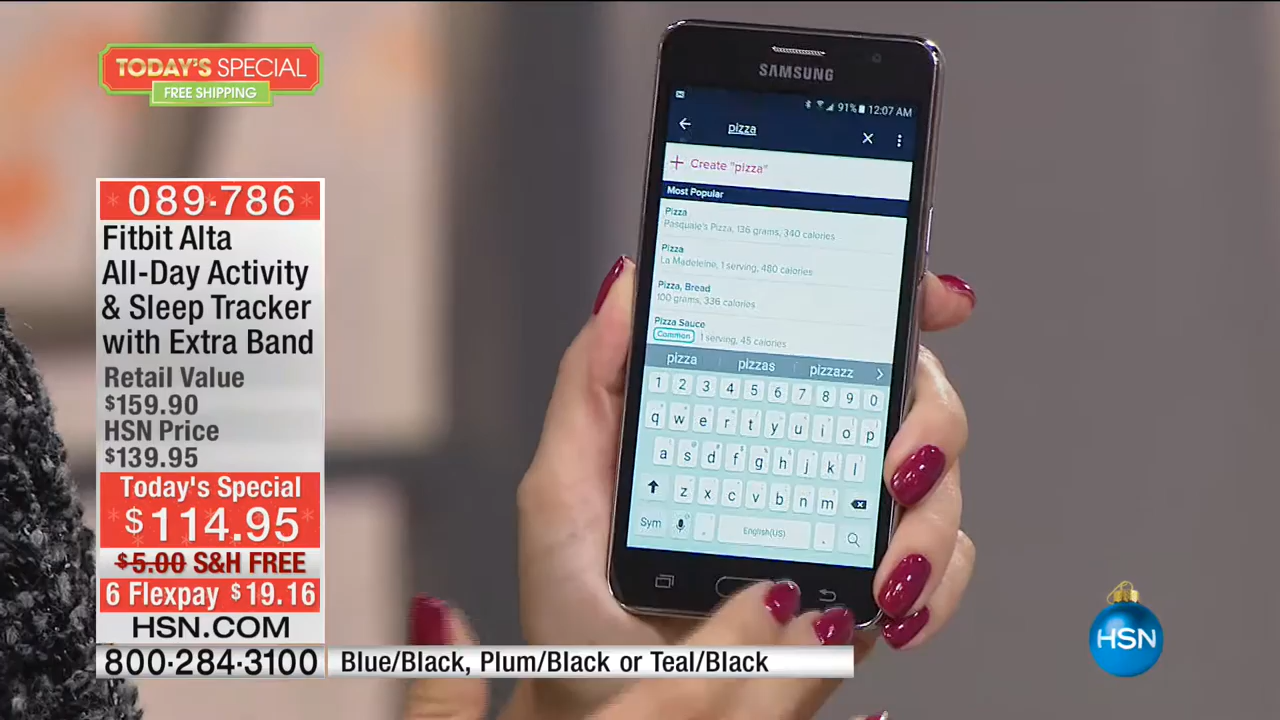 TODAY'S SPECIAL
FREE SHIPPING
089·786
Fitbit Alta
All-Day Activity
& Sleep Tracker
with Extra Band
Retail Value
$159.90
HSN Price
$139.95
Today's Special
$114.95
$5.00 S&H FREE
6 Flexpay $19.16
HSN.COM
800·284·3100
Blue/Black, Plum/Black or Teal/Black
SAMSUNG
91% 12:07 AM
pizza
+ Create "pizza"
Most Popular
Pizza
Pasquale's Pizza, 136 grams, 340 calories
Pizza
La Madeleine, 1 serving, 480 calories
Pizza, Bread
100 grams, 336 calories
Pizza Sauce
Common 1 serving, 45 calories
pizza pizzas pizzazz
1 2 3 4 5 6 7 8 9 0
q w e r t y u i o p
a s d f g h j k l
z x c v b n m
Sym , English(US) .
HSN